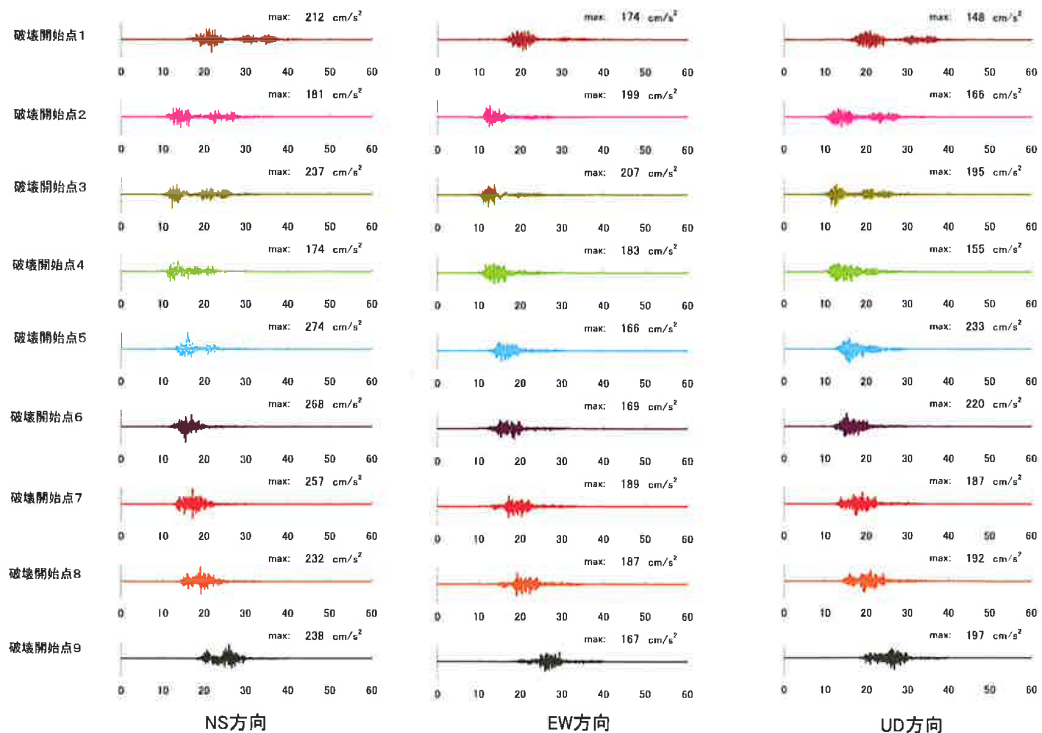 max: 212 cm/s² max: 174 cm/s² max: 148 cm/s²
破壊開始点1
0 10 20 30 40 50 60 0 10 20 30 40 50 60 0 10 20 30 40 50 60
max: 181 cm/s² max: 199 cm/s² max: 166 cm/s²
破壊開始点2
0 10 20 30 40 50 60 0 10 20 30 40 50 60 0 10 20 30 40 50 60
max: 237 cm/s² max: 207 cm/s² max: 195 cm/s²
破壊開始点3
0 10 20 30 40 50 60 0 10 20 30 40 50 60 0 10 20 30 40 50 60
max: 174 cm/s² max: 183 cm/s² max: 155 cm/s²
破壊開始点4
0 10 20 30 40 50 60 0 10 20 30 40 50 60 0 10 20 30 40 50 60
max: 274 cm/s² max: 166 cm/s² max: 233 cm/s²
破壊開始点5
0 10 20 30 40 50 60 0 10 20 30 40 50 60 0 10 20 30 40 50 60
max: 268 cm/s² max: 169 cm/s² max: 220 cm/s²
破壊開始点6
0 10 20 30 40 50 60 0 10 20 30 40 50 60 0 10 20 30 40 50 60
max: 257 cm/s² max: 189 cm/s² max: 187 cm/s²
破壊開始点7
0 10 20 30 40 50 60 0 10 20 30 40 50 60 0 10 20 30 40 50 60
max: 232 cm/s² max: 187 cm/s² max: 192 cm/s²
破壊開始点8
0 10 20 30 40 50 60 0 10 20 30 40 50 60 0 10 20 30 40 50 60
max: 238 cm/s² max: 167 cm/s² max: 197 cm/s²
破壊開始点9
0 10 20 30 40 50 60 0 10 20 30 40 50 60 0 10 20 30 40 50 60
NS方向 EW方向 UD方向